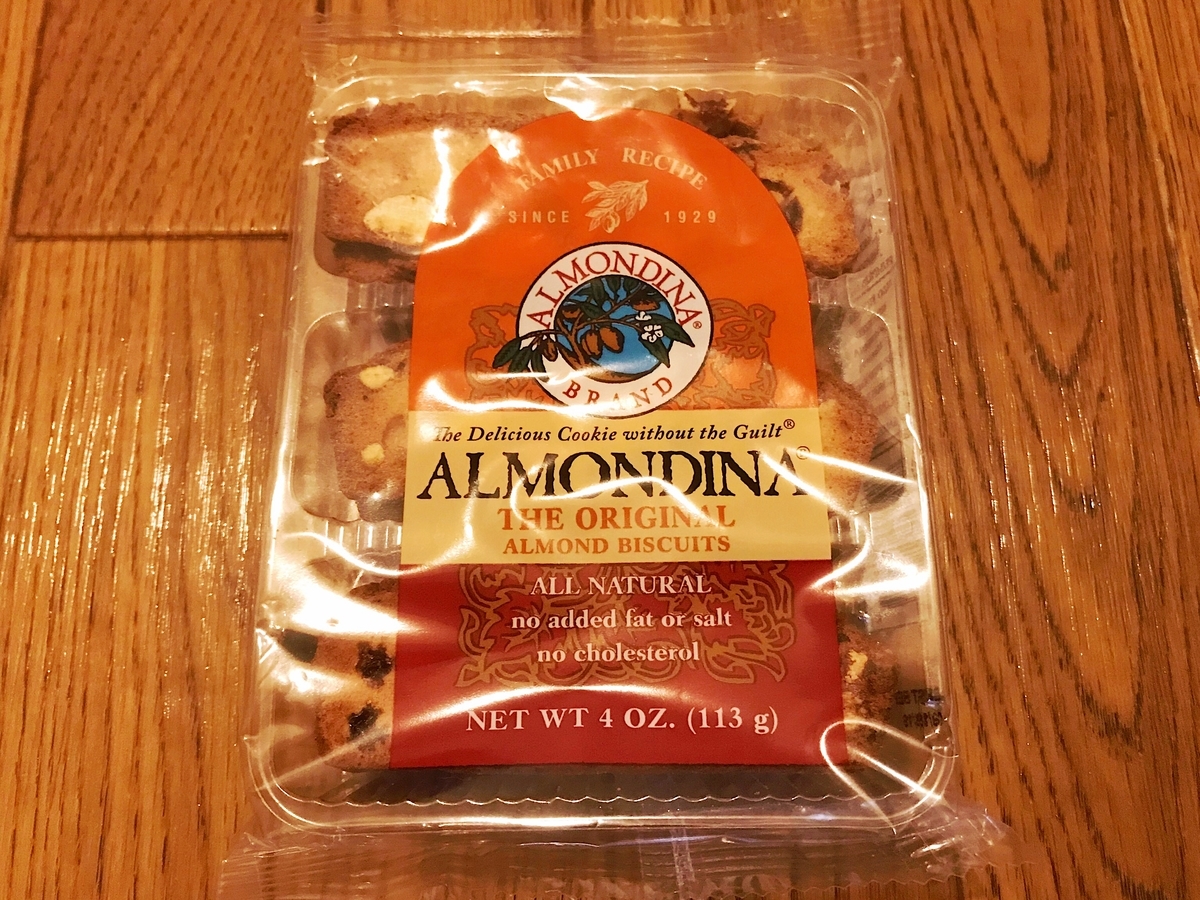 FAMILY RECIPE
SINCE 1929
ALMONDINA®
BRAND
The Delicious Cookie without the Guilt®
ALMONDINA®
THE ORIGINAL
ALMOND BISCUITS
ALL NATURAL
no added fat or salt
no cholesterol
NET WT 4 OZ. (113 g)